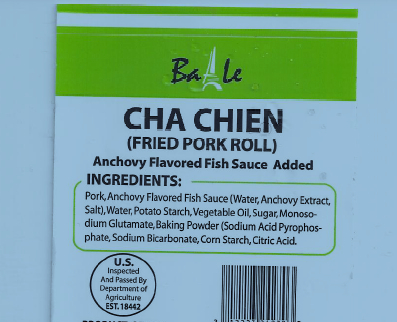 Ba Le
CHA CHIEN
(FRIED PORK ROLL)
Anchovy Flavored Fish Sauce Added
INGREDIENTS:
Pork, Anchovy Flavored Fish Sauce (Water, Anchovy Extract,
Salt), Water, Potato Starch, Vegetable Oil, Sugar, Monoso-
dium Glutamate, Baking Powder (Sodium Acid Pyrophos-
phate, Sodium Bicarbonate, Corn Starch, Citric Acid.
U.S.
Inspected
And Passed By
Department of
Agriculture
EST. 18442